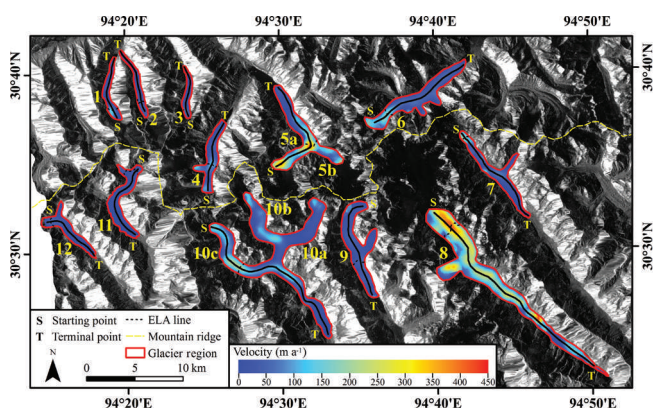 94°20'E 94°30'E 94°40'E 94°50'E
30°40'N 30°40'N
30°30'N 30°30'N
T T T T T T
1 2 3 4 5a 5b 6
S S S S S S S
7 T
10b 10a 10c 9 8
11 12
S S S S S
T T T T T
S Starting point ELA line
T Terminal point Mountain ridge
Glacier region
N
0 5 10 km
Velocity (m a⁻¹)
0 50 100 150 200 250 300 350 400 450
94°20'E 94°30'E 94°40'E 94°50'E